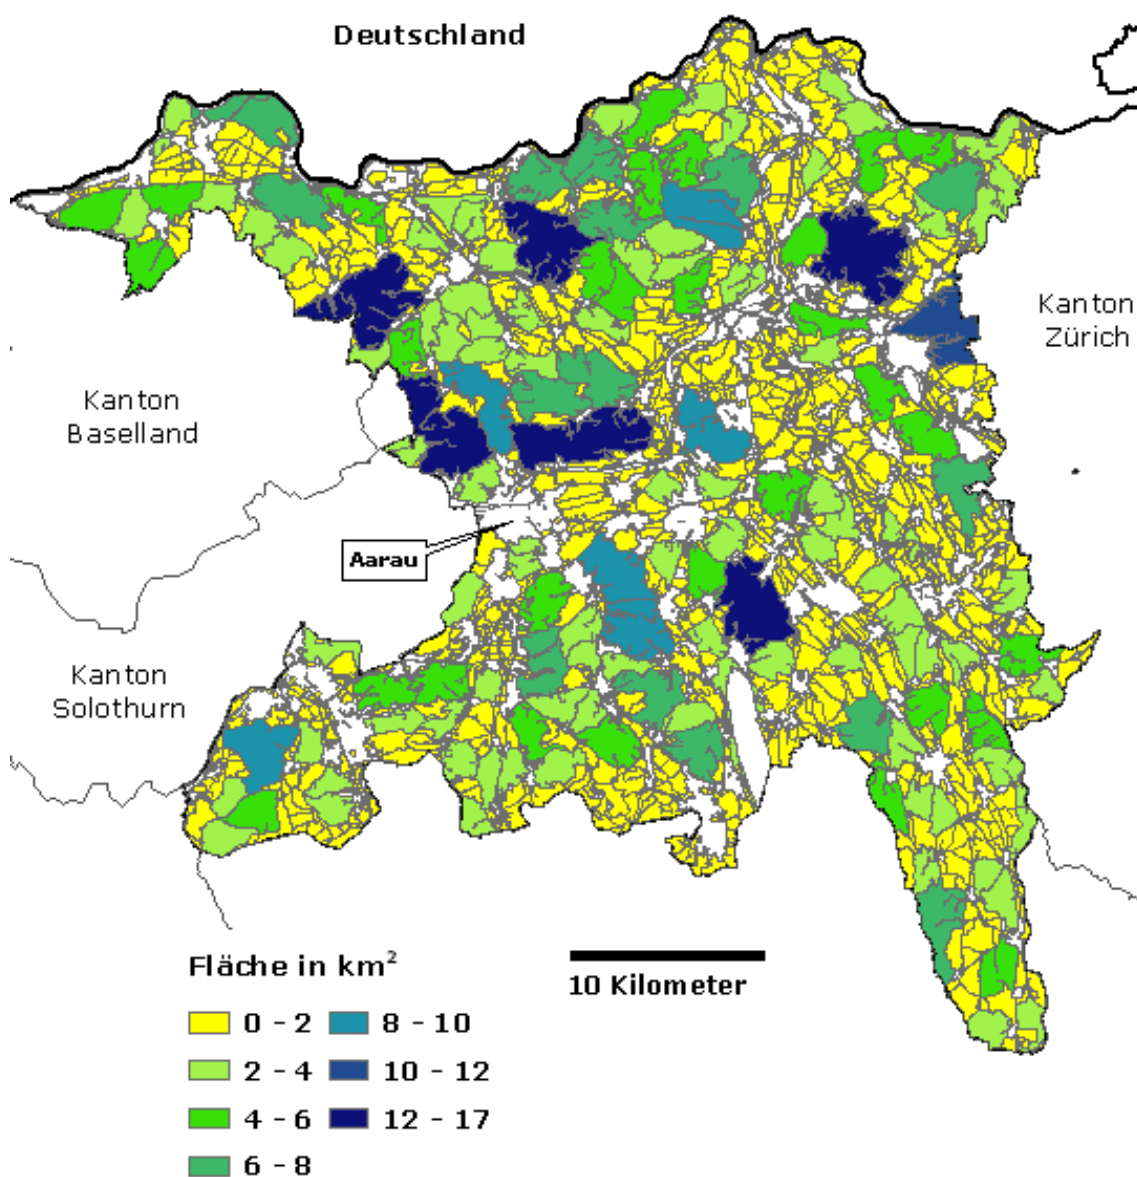 Deutschland
Kanton
Zürich
Kanton
Baselland
Aarau
Kanton
Solothurn
Fläche in km²
10 Kilometer
0 - 2
8 - 10
2 - 4
10 - 12
4 - 6
12 - 17
6 - 8